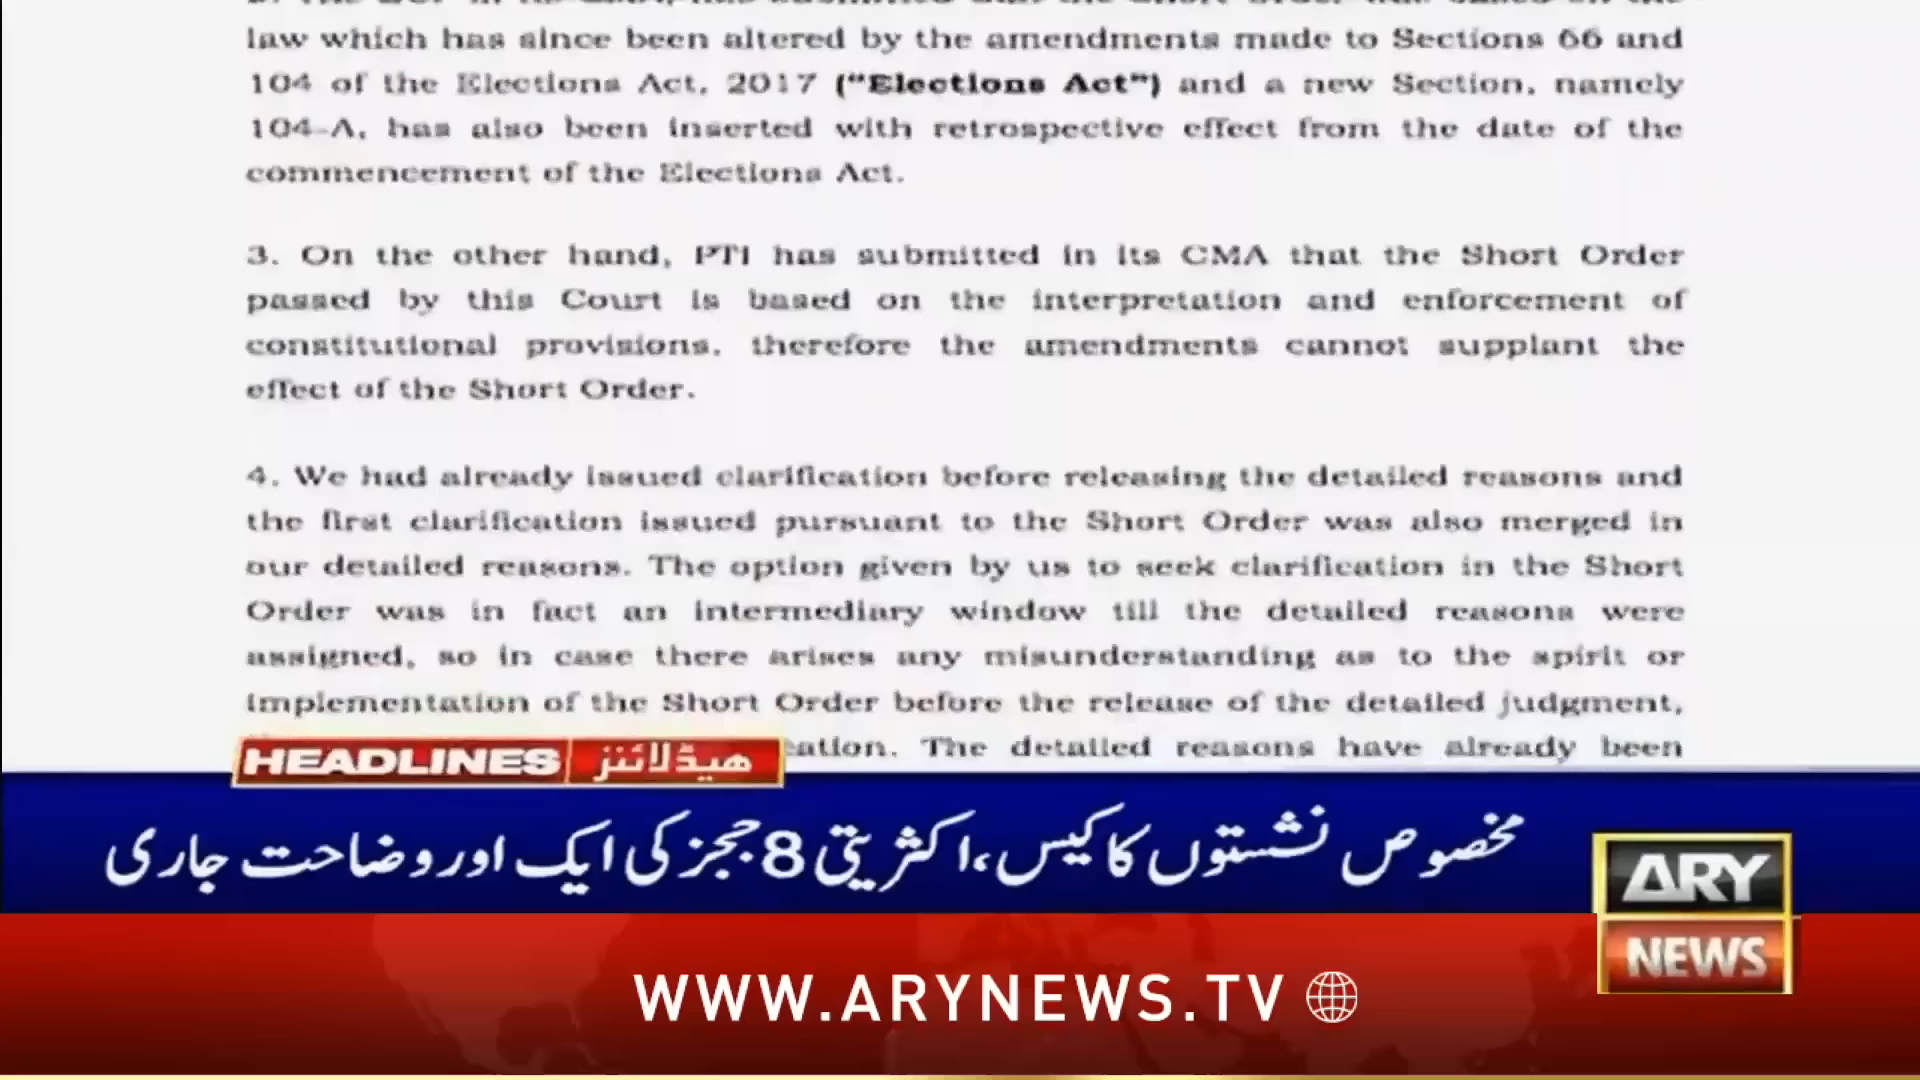 law which has since been altered by the amendments made to Sections 66 and
104 of the Elections Act, 2017 ("Elections Act") and a new Section, namely
104-A, has also been inserted with retrospective effect from the date of the
commencement of the Elections Act.
3. On the other hand, PTI has submitted in its CMA that the Short Order
passed by this Court is based on the interpretation and enforcement of
constitutional provisions, therefore the amendments cannot supplant the
effect of the Short Order.
4. We had already issued clarification before releasing the detailed reasons and
the first clarification issued pursuant to the Short Order was also merged in
our detailed reasons. The option given by us to seek clarification in the Short
Order was in fact an intermediary window till the detailed reasons were
assigned, so in case there arises any misunderstanding as to the spirit or
implementation of the Short Order before the release of the detailed judgment,
The detailed reasons have already been
HEADLINES ہیڈلائنز
مخصوص نشستوں کا کیس، اکثریتی 8 ججز کی ایک اور وضاحت جاری
ARY
NEWS
WWW.ARYNEWS.TV